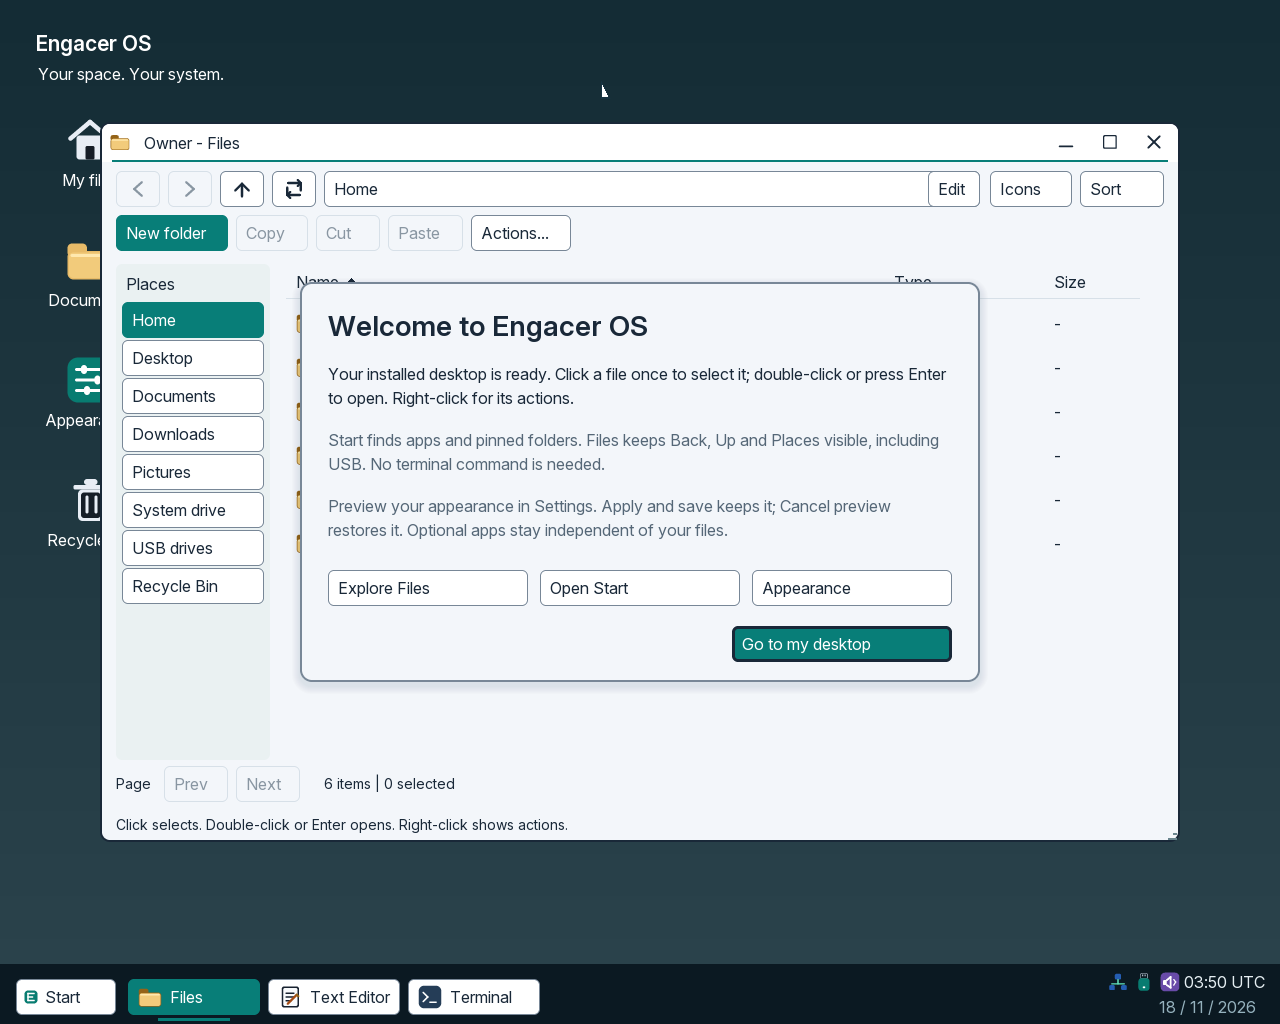 Engacer OS
Your space. Your system.
Owner - Files
Home
Edit
Icons
Sort
New folder
Copy
Cut
Paste
Actions...
Places
Home
Desktop
Documents
Downloads
Pictures
System drive
USB drives
Recycle Bin
Name
Type
Size
-
-
-
-
-
-
Welcome to Engacer OS
Your installed desktop is ready. Click a file once to select it; double-click or press Enter
to open. Right-click for its actions.
Start finds apps and pinned folders. Files keeps Back, Up and Places visible, including
USB. No terminal command is needed.
Preview your appearance in Settings. Apply and save keeps it; Cancel preview
restores it. Optional apps stay independent of your files.
Explore Files
Open Start
Appearance
Go to my desktop
My fil
Docum
Appeara
Recycle
Page
Prev
Next
6 items | 0 selected
Click selects. Double-click or Enter opens. Right-click shows actions.
Start
Files
Text Editor
Terminal
03:50 UTC
18 / 11 / 2026